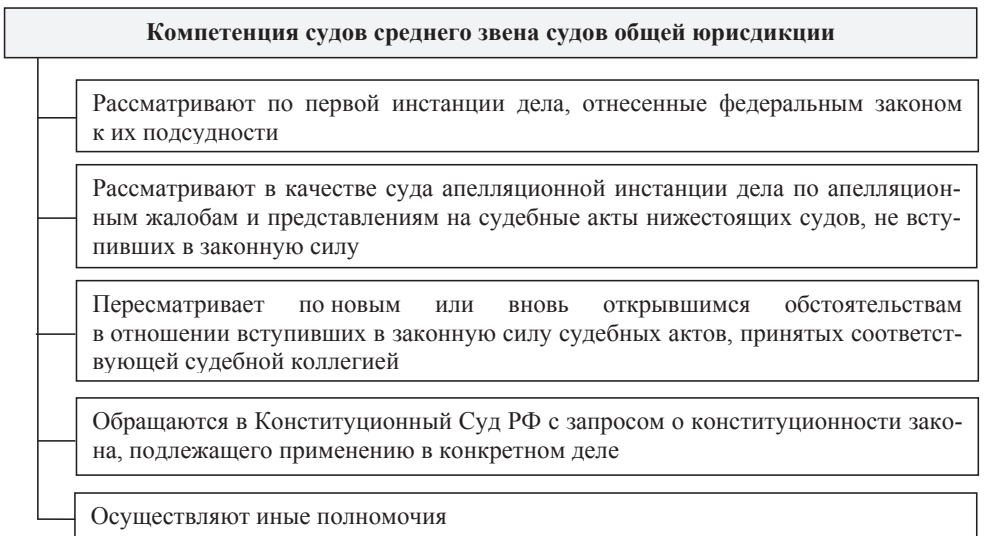 Компетенция судов среднего звена судов общей юрисдикции
Рассматривают по первой инстанции дела, отнесенные федеральным законом
к их подсудности
Рассматривают в качестве суда апелляционной инстанции дела по апелляцион-
ным жалобам и представлениям на судебные акты нижестоящих судов, не всту-
пивших в законную силу
Пересматривает по новым или вновь открывшимся обстоятельствам
в отношении вступивших в законную силу судебных актов, принятых соответст-
вующей судебной коллегией
Обращаются в Конституционный Суд РФ с запросом о конституционности зако-
на, подлежащего применению в конкретном деле
Осуществляют иные полномочия